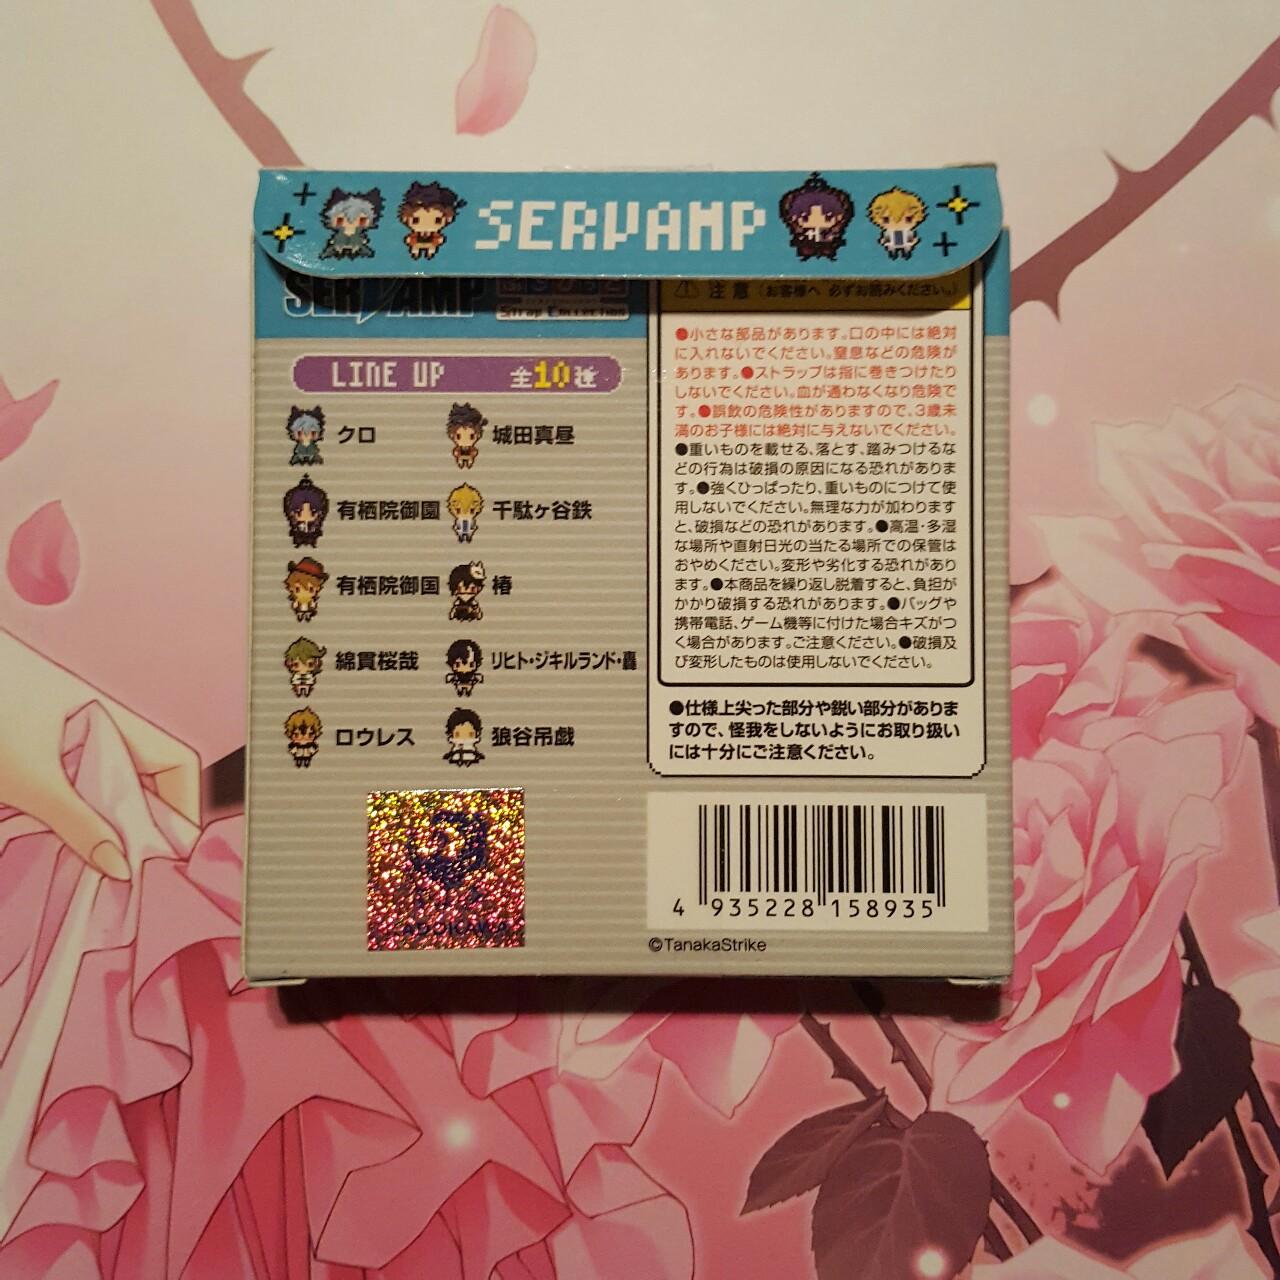 SERVAMP
SERVAMP
Strap Collection
注意（お客様へ 必ずお読みください。）
LINE UP 全10種
クロ
城田真昼
有栖院御園
千駄ヶ谷鉄
有栖院御国
椿
綿貫桜哉
リヒト・ジキルランド・轟
ロウレス
狼谷吊戯
●小さな部品があります。口の中には絶対
に入れないでください。窒息などの危険が
あります。●ストラップは指に巻きつけたり
しないでください。血が通わなくなり危険で
す。●誤飲の危険性がありますので、3歳未
満のお子様には絶対に与えないでください。
●重いものを載せる、落とす、踏みつけるな
どの行為は破損の原因になる恐れがありま
す。●強くひっぱったり、重いものにつけて使
用しないでください。無理な力が加わります
と、破損などの恐れがあります。●高温・多湿
な場所や直射日光の当たる場所での保管は
おやめください。変形や劣化する恐れがあり
ます。●本商品を繰り返し脱着すると、負担が
かかり破損する恐れがあります。●バッグや
携帯電話、ゲーム機等に付けた場合キズがつ
く場合があります。ご注意ください。●破損及
び変形したものは使用しないでください。
●仕様上尖った部分や鋭い部分がありま
すので、怪我をしないようにお取り扱い
には十分にご注意ください。
KADOKAWA
4 935228 158935
©TanakaStrike